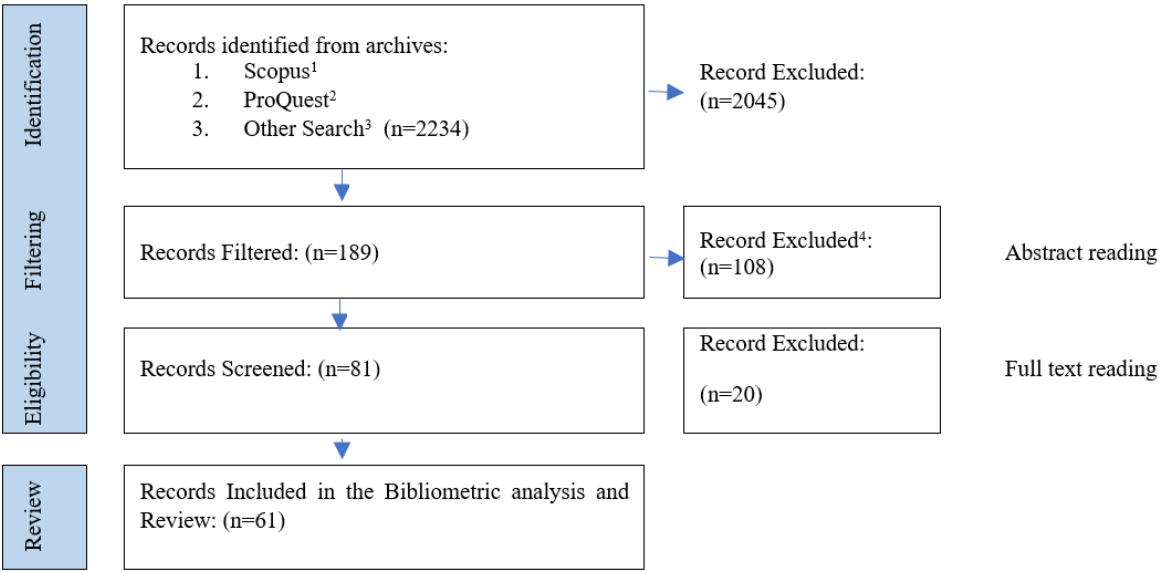 Identification
Records identified from archives:
1. Scopus¹
2. ProQuest²
3. Other Search³ (n=2234)
Record Excluded:
(n=2045)
Filtering
Records Filtered: (n=189)
Record Excluded⁴:
(n=108)
Abstract reading
Eligibility
Records Screened: (n=81)
Record Excluded:
(n=20)
Full text reading
Review
Records Included in the Bibliometric analysis and
Review: (n=61)